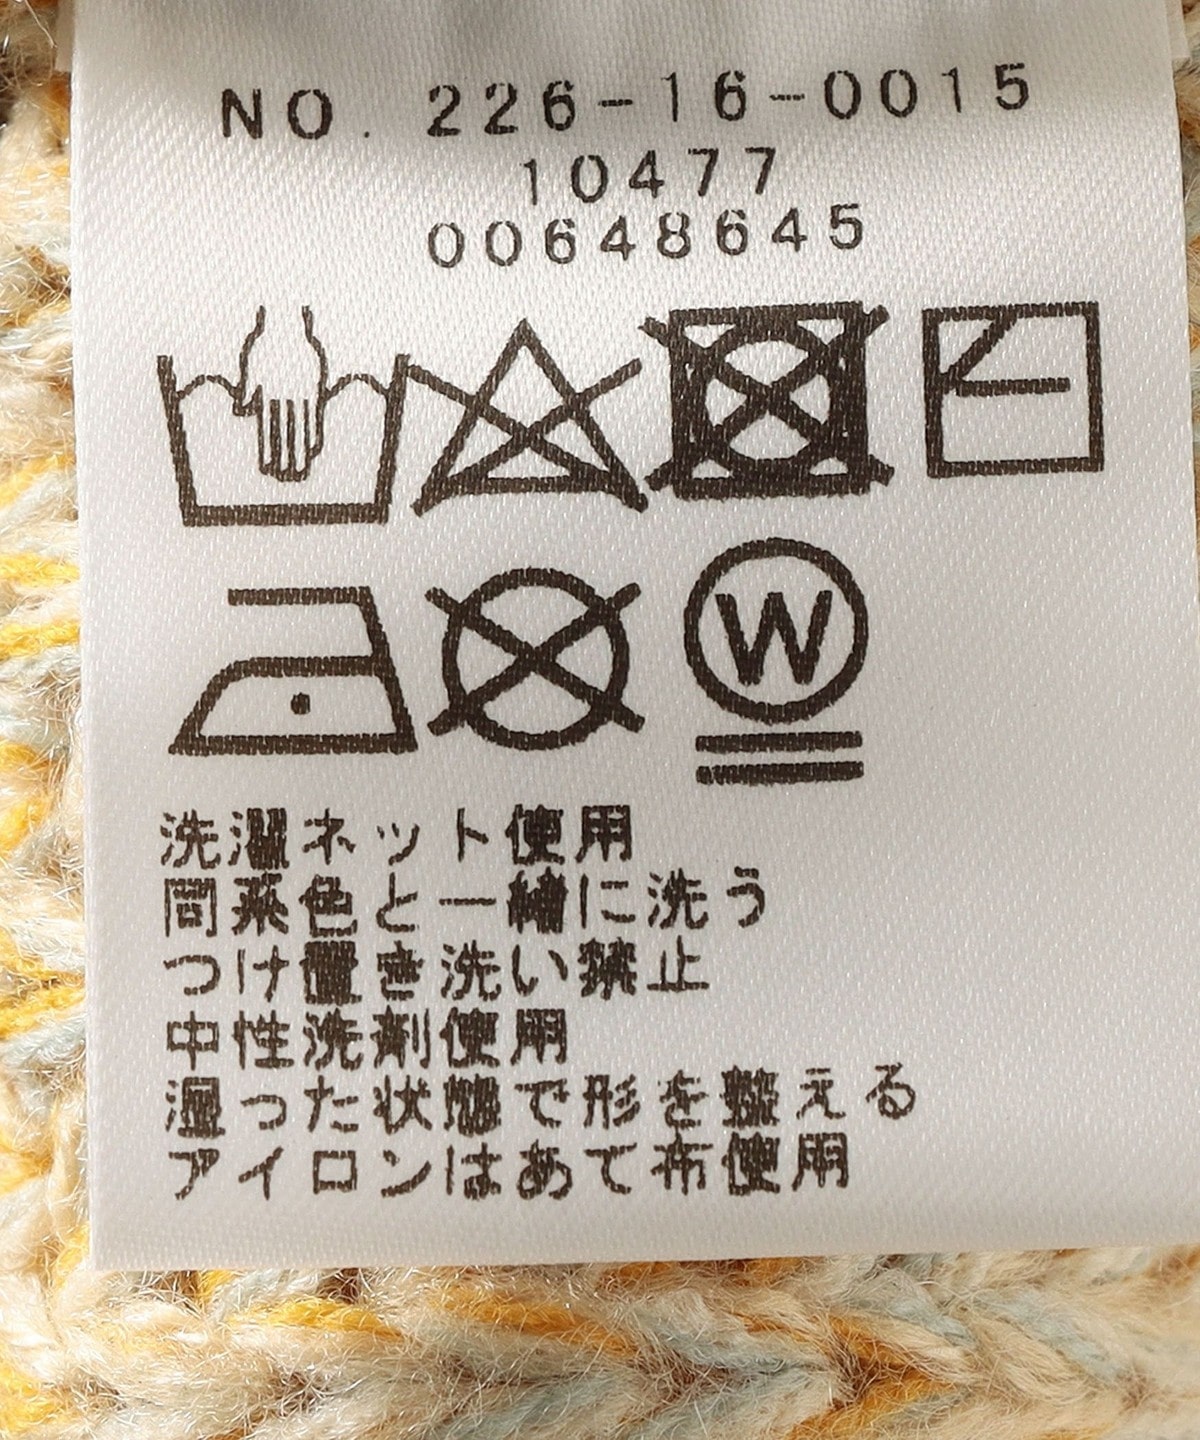 NO. 226-16-0015
10477
00648645
W
洗濯ネット使用
同系色と一緒に洗う
つけ置き洗い禁止
中性洗剤使用
湿った状態で形を整える
アイロンはあて布使用